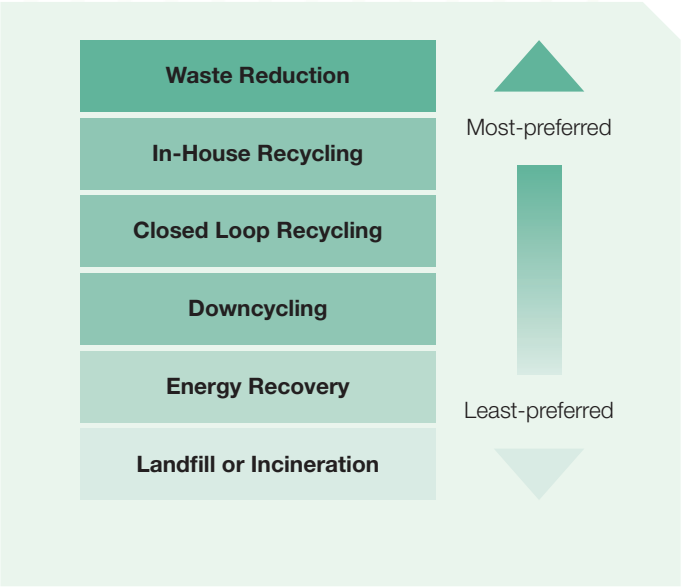 Waste Reduction
Most-preferred
In-House Recycling
Closed Loop Recycling
Downcycling
Energy Recovery
Least-preferred
Landfill or Incineration